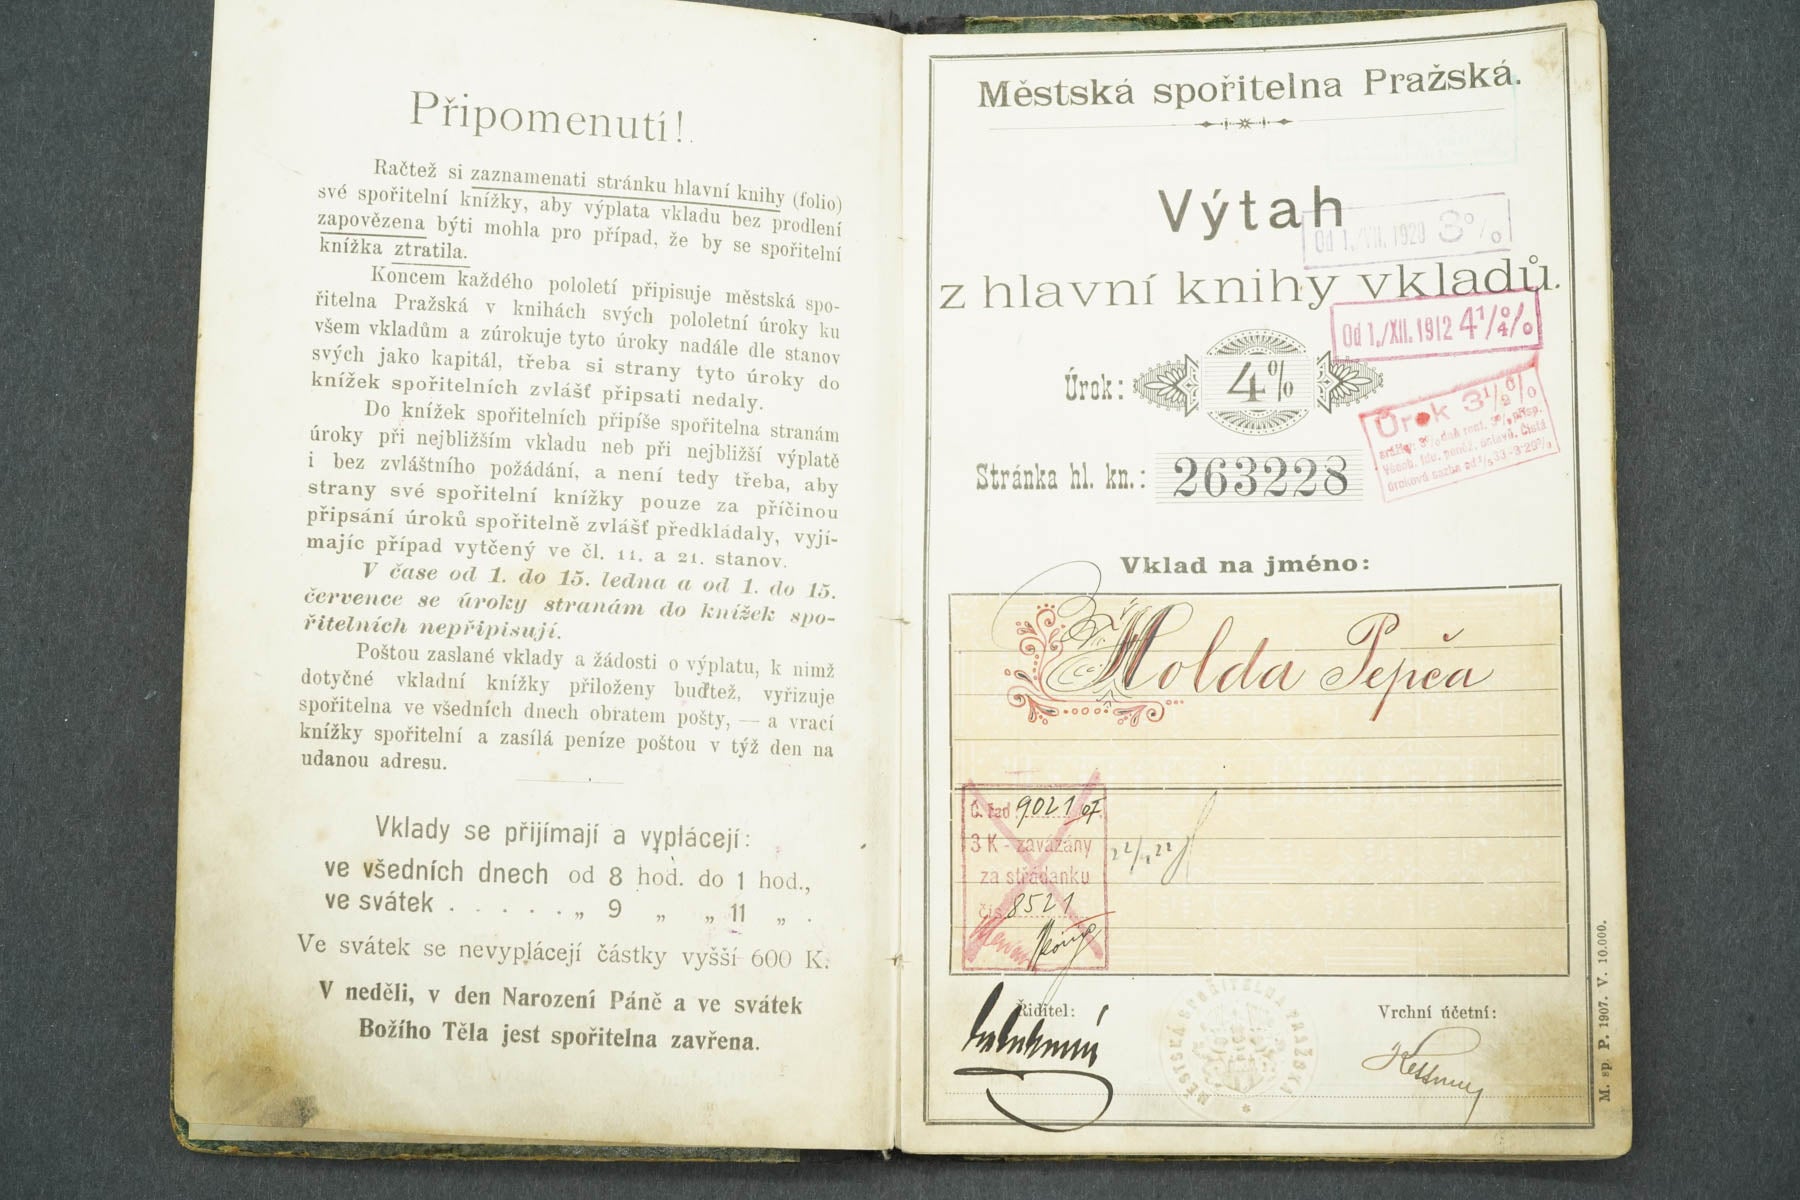 Připomenutí!
Račtež si zaznamenati stránku hlavní knihy (folio)
své spořitelní knížky, aby výplata vkladu bez prodlení
zapovězena býti mohla pro případ, že by se spořitelní
knížka ztratila.
Koncem každého pololetí připisuje městská spo-
řitelna Pražská v knihách svých pololetní úroky ku
všem vkladům a zúrokuje tyto úroky nadále dle stanov
svých jako kapitál, třeba si strany tyto úroky do
knížek spořitelních zvlášť připsati nedaly.
Do knížek spořitelních připíše spořitelna stranám
úroky při nejbližším vkladu neb při nejbližší výplatě
i bez zvláštního požádání, a není tedy třeba, aby
strany své spořitelní knížky pouze za příčinou
připsání úroků spořitelně zvlášť předkládaly, vyjí-
majíc případ vytčený ve čl. 11. a 21. stanov.
V čase od 1. do 15. ledna a od 1. do 15.
července se úroky stranám do knížek spo-
řitelních nepřipisují.
Poštou zaslané vklady a žádosti o výplatu, k nimž
dotyčné vkladní knížky přiloženy buďtež, vyřizuje
spořitelna ve všedních dnech obratem pošty, — a vrací
knížky spořitelní a zasílá peníze poštou v týž den na
udanou adresu.
Vklady se přijímají a vyplácejí:
ve všedních dnech od 8 hod. do 1 hod.,
ve svátek . . . . . „ 9 „ „ 11 „ .
Ve svátek se nevyplácejí částky vyšší 600 K.
V neděli, v den Narození Páně a ve svátek
Božího Těla jest spořitelna zavřena.
Městská spořitelna Pražská.
Výtah
Od 1./VII. 1920 3%
z hlavní knihy vkladů.
Od 1./XII. 1912 4¼%
Úrok: 4%
Úrok 3½%
Stránka hl. kn.: 263228
Vklad na jméno:
Holda Pepča
Ú. řad 9021
3 K - zavázány
za střádanku
čís. 8521
Ředitel:
Vrchní účetní:
MĚSTSKÁ SPOŘITELNA PRAŽSKÁ
M. sp. P. 1907. V. 10.000.